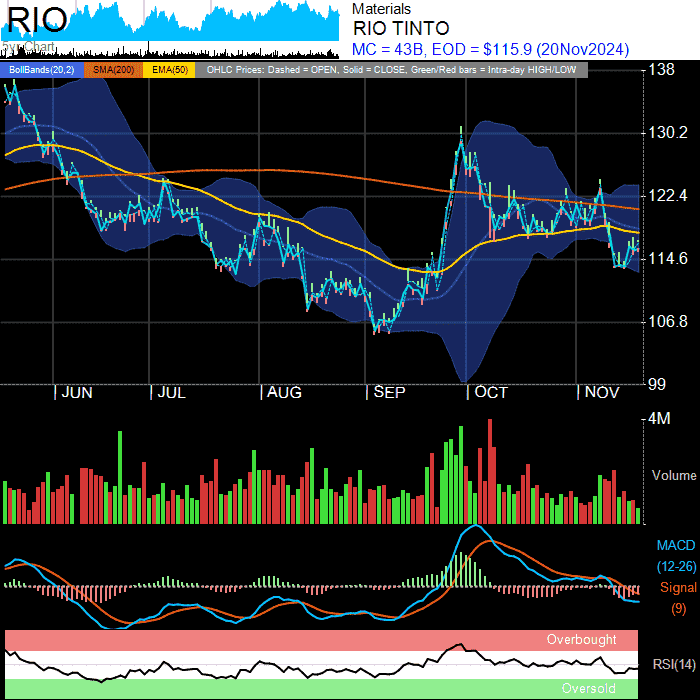 RIO
Materials
RIO TINTO
MC = 43B, EOD = $115.9 (20Nov2024)
BollBands(20,2) SMA(200) EMA(50) OHLC Prices: Dashed = OPEN, Solid = CLOSE, Green/Red bars = Intra-day HIGH/LOW
138
130.2
122.4
114.6
106.8
99
| JUN | JUL | AUG | SEP | OCT | NOV
4M
Volume
MACD
(12-26)
Signal
(9)
Overbought
RSI(14)
Oversold